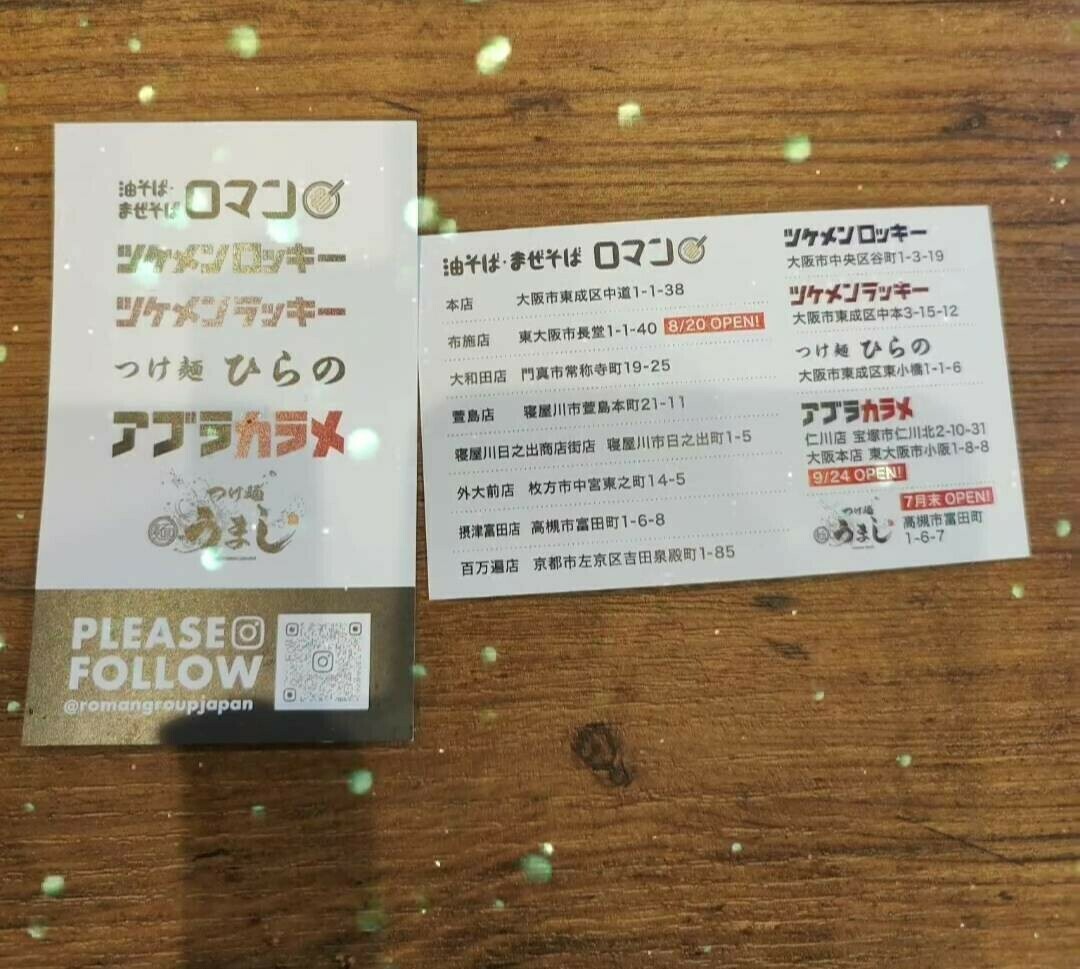 油そば・
まぜそば ロマン
ツケメンロッキー
ツケメンラッキー
つけ麺 ひらの
アブラカラメ
つけ麺
うまし
PLEASE
FOLLOW
@romangroupjapan
油そば・まぜそば ロマン
本店 大阪市東成区中道1-1-38
布施店 東大阪市長堂1-1-40 8/20 OPEN!
大和田店 門真市常称寺町19-25
萱島店 寝屋川市萱島本町21-11
寝屋川日之出商店街店 寝屋川市日之出町1-5
外大前店 枚方市中宮東之町14-5
摂津富田店 高槻市富田町1-6-8
百万遍店 京都市左京区吉田泉殿町1-85
ツケメンロッキー
大阪市中央区谷町1-3-19
ツケメンラッキー
大阪市東成区中本3-15-12
つけ麺 ひらの
大阪市東成区東小橋1-1-6
アブラカラメ
仁川店 宝塚市仁川北2-10-31
大阪本店 東大阪市小阪1-8-8
9/24 OPEN!
つけ麺
うまし
7月末 OPEN!
高槻市富田町
1-6-7